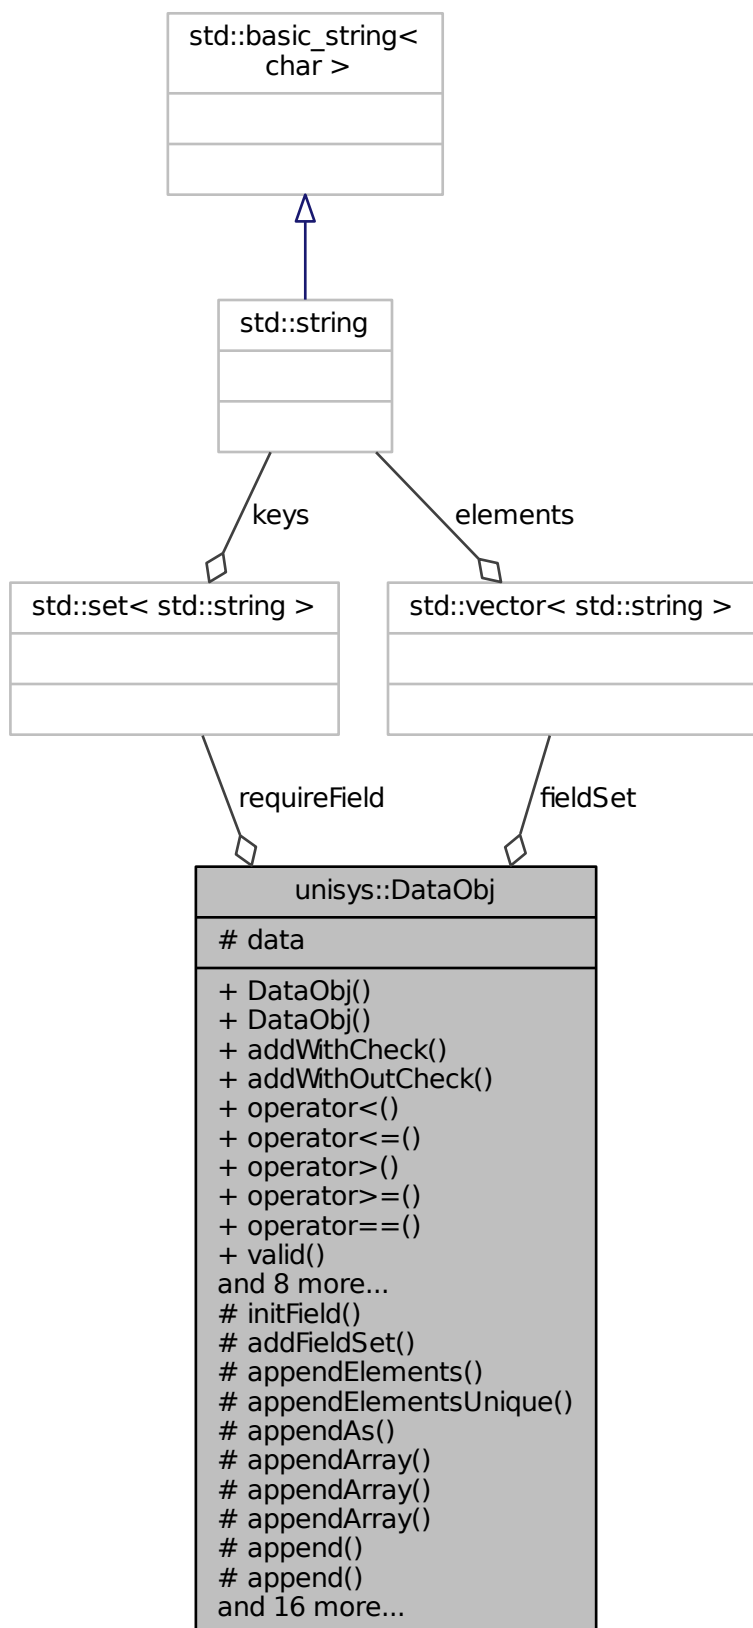 std::basic_string<
char >
std::string
keys
elements
std::set< std::string >
std::vector< std::string >
requireField
fieldSet
unisys::DataObj
# data
+ DataObj()
+ DataObj()
+ addWithCheck()
+ addWithOutCheck()
+ operator<()
+ operator<=()
+ operator>()
+ operator>=()
+ operator==()
+ valid()
and 8 more...
# initField()
# addFieldSet()
# appendElements()
# appendElementsUnique()
# appendAs()
# appendArray()
# appendArray()
# appendArray()
# append()
# append()
and 16 more...